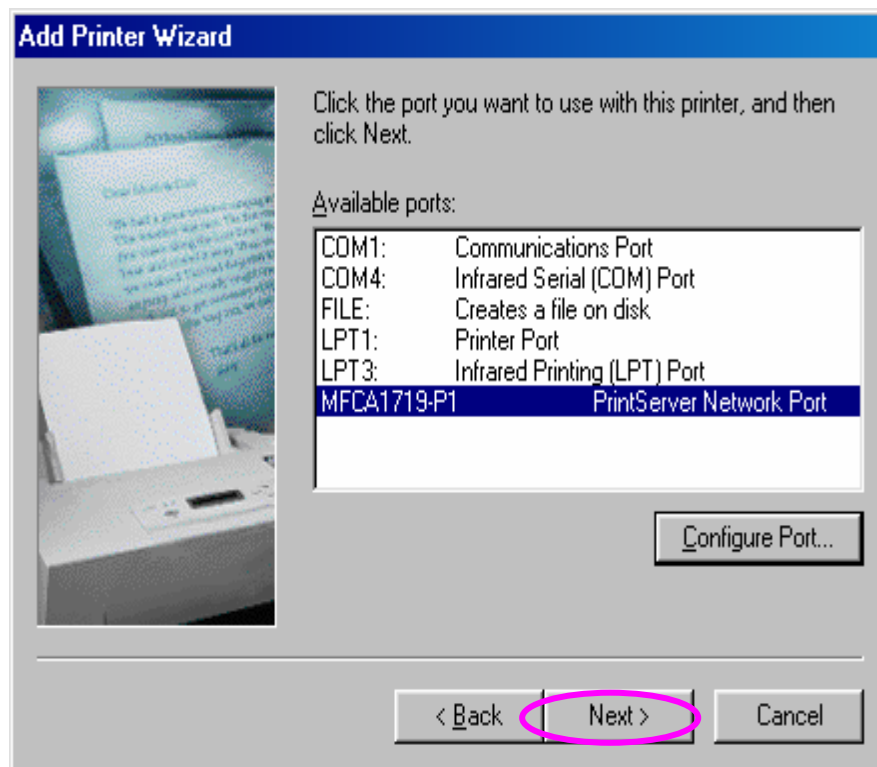 Add Printer Wizard
Click the port you want to use with this printer, and then
click Next.
Available ports:
COM1: Communications Port
COM4: Infrared Serial (COM) Port
FILE: Creates a file on disk
LPT1: Printer Port
LPT3: Infrared Printing (LPT) Port
MFCA1719-P1 PrintServer Network Port
Configure Port...
< Back Next > Cancel